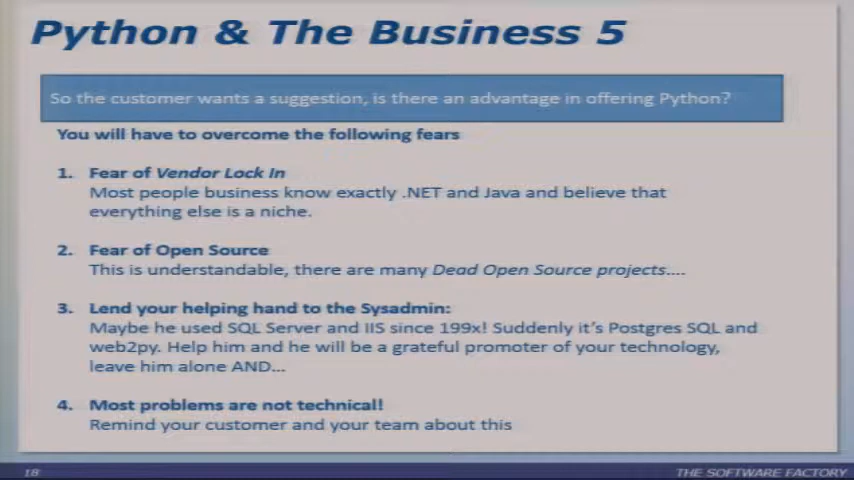 Python & The Business 5
So the customer wants a suggestion, is there an advantage in offering Python?
You will have to overcome the following fears
1. Fear of Vendor Lock In
Most people business know exactly .NET and Java and believe that
everything else is a niche.
2. Fear of Open Source
This is understandable, there are many Dead Open Source projects....
3. Lend your helping hand to the Sysadmin:
Maybe he used SQL Server and IIS since 199x! Suddenly it's Postgres SQL and
web2py. Help him and he will be a grateful promoter of your technology,
leave him alone AND...
4. Most problems are not technical!
Remind your customer and your team about this
18
THE SOFTWARE FACTORY